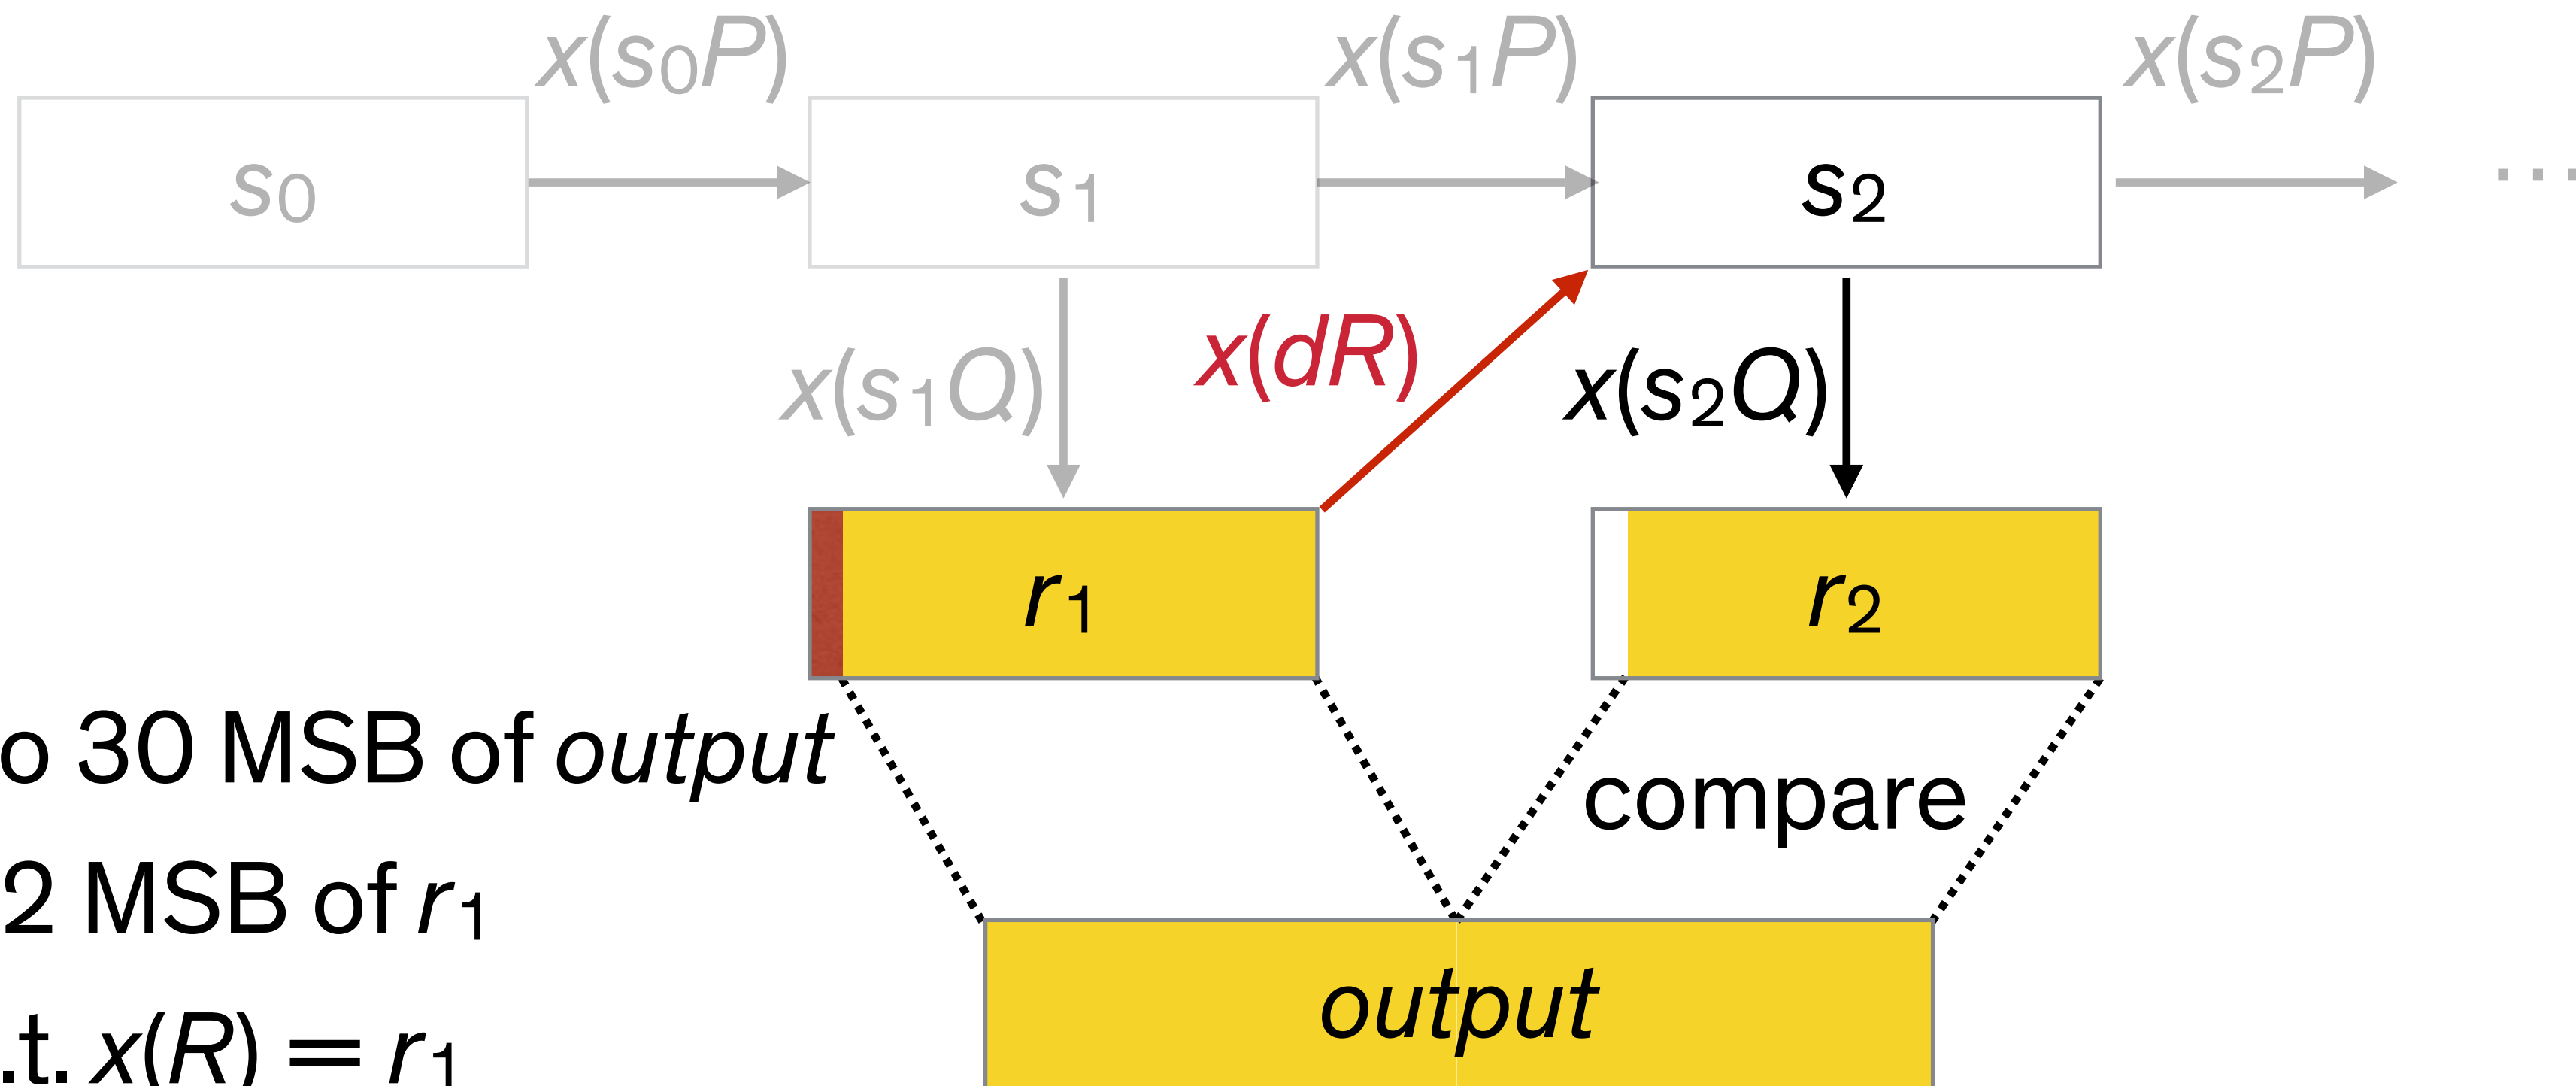 x(s₀P) x(s₁P) x(s₂P)
s₀ s₁ s₂ ...
x(s₁Q) x(dR) x(s₂Q)
r₁ r₂
o 30 MSB of output
compare
2 MSB of r₁
output
.t. x(R) = r₁